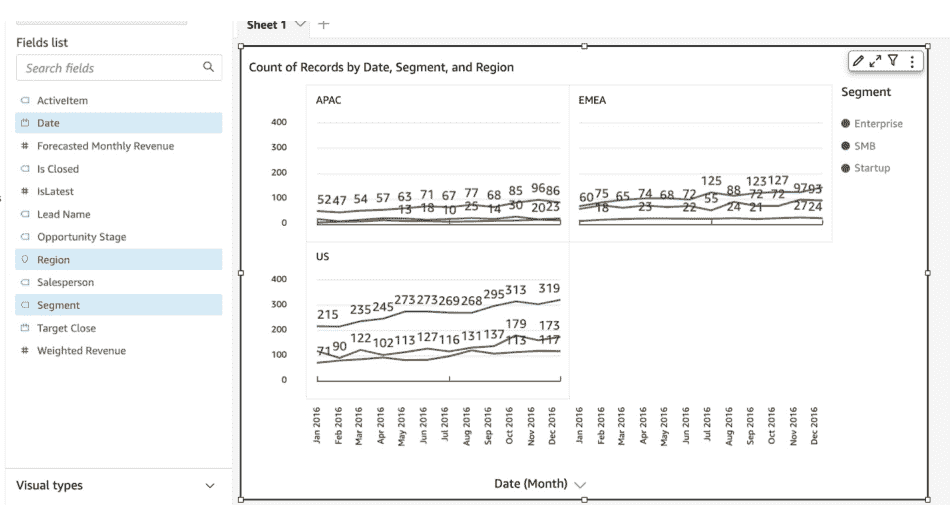 Sheet 1
Fields list
Search fields
ActiveItem
Date
Forecasted Monthly Revenue
Is Closed
IsLatest
Lead Name
Opportunity Stage
Region
Salesperson
Segment
Target Close
Weighted Revenue
Visual types
Count of Records by Date, Segment, and Region
APAC
400
300
200
100
0
52 47 54 57 63 71 67 77 68 85 96 86
13 18 10 25 14 30 20 23
EMEA
60 75 65 74 68 72 125 88 123 127 97 93
18 23 22 55 24 72 21 72 27 24
US
400
300
200
100
0
215 235 245 273 273 269 268 295 313 319
71 90 122 102 113 127 116 131 137 179 113 173 117
Jan 2016 Feb 2016 Mar 2016 Apr 2016 May 2016 Jun 2016 Jul 2016 Aug 2016 Sep 2016 Oct 2016 Nov 2016 Dec 2016
Jan 2016 Feb 2016 Mar 2016 Apr 2016 May 2016 Jun 2016 Jul 2016 Aug 2016 Sep 2016 Oct 2016 Nov 2016 Dec 2016
Date (Month)
Segment
Enterprise
SMB
Startup